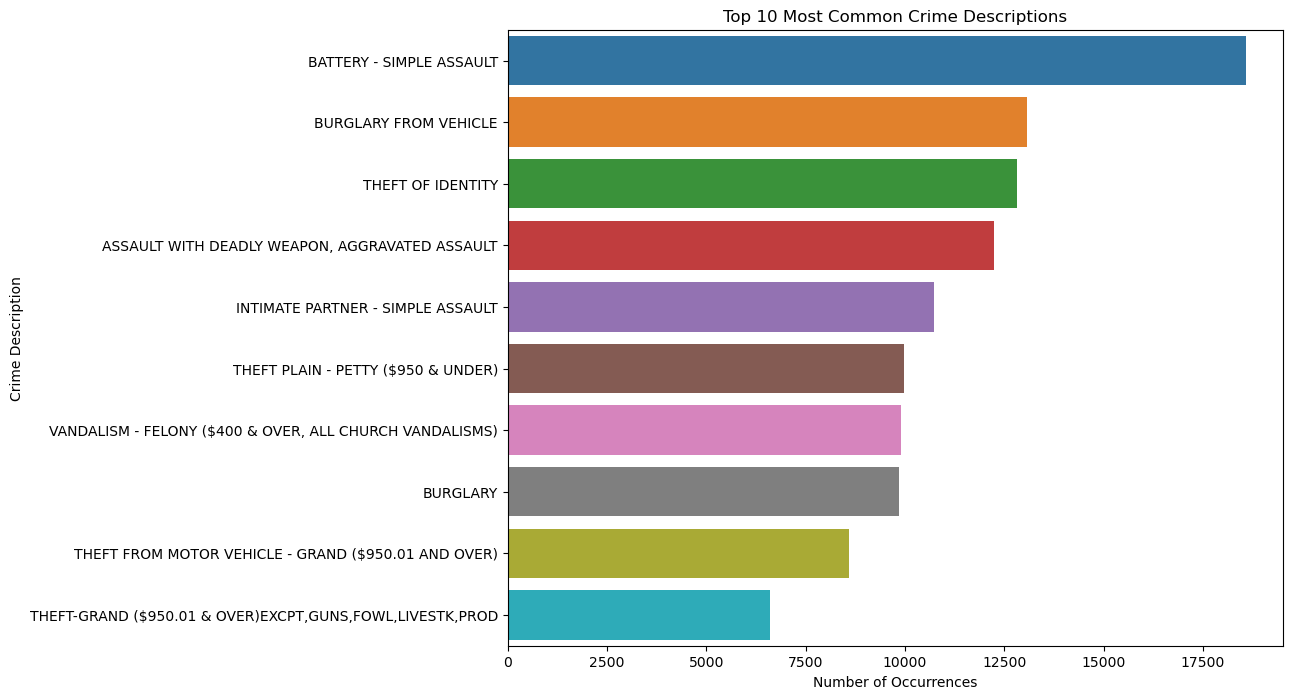 Top 10 Most Common Crime Descriptions
BATTERY - SIMPLE ASSAULT
BURGLARY FROM VEHICLE
THEFT OF IDENTITY
ASSAULT WITH DEADLY WEAPON, AGGRAVATED ASSAULT
INTIMATE PARTNER - SIMPLE ASSAULT
THEFT PLAIN - PETTY ($950 & UNDER)
VANDALISM - FELONY ($400 & OVER, ALL CHURCH VANDALISMS)
BURGLARY
THEFT FROM MOTOR VEHICLE - GRAND ($950.01 AND OVER)
THEFT-GRAND ($950.01 & OVER)EXCPT,GUNS,FOWL,LIVESTK,PROD
Crime Description
0 2500 5000 7500 10000 12500 15000 17500
Number of Occurrences